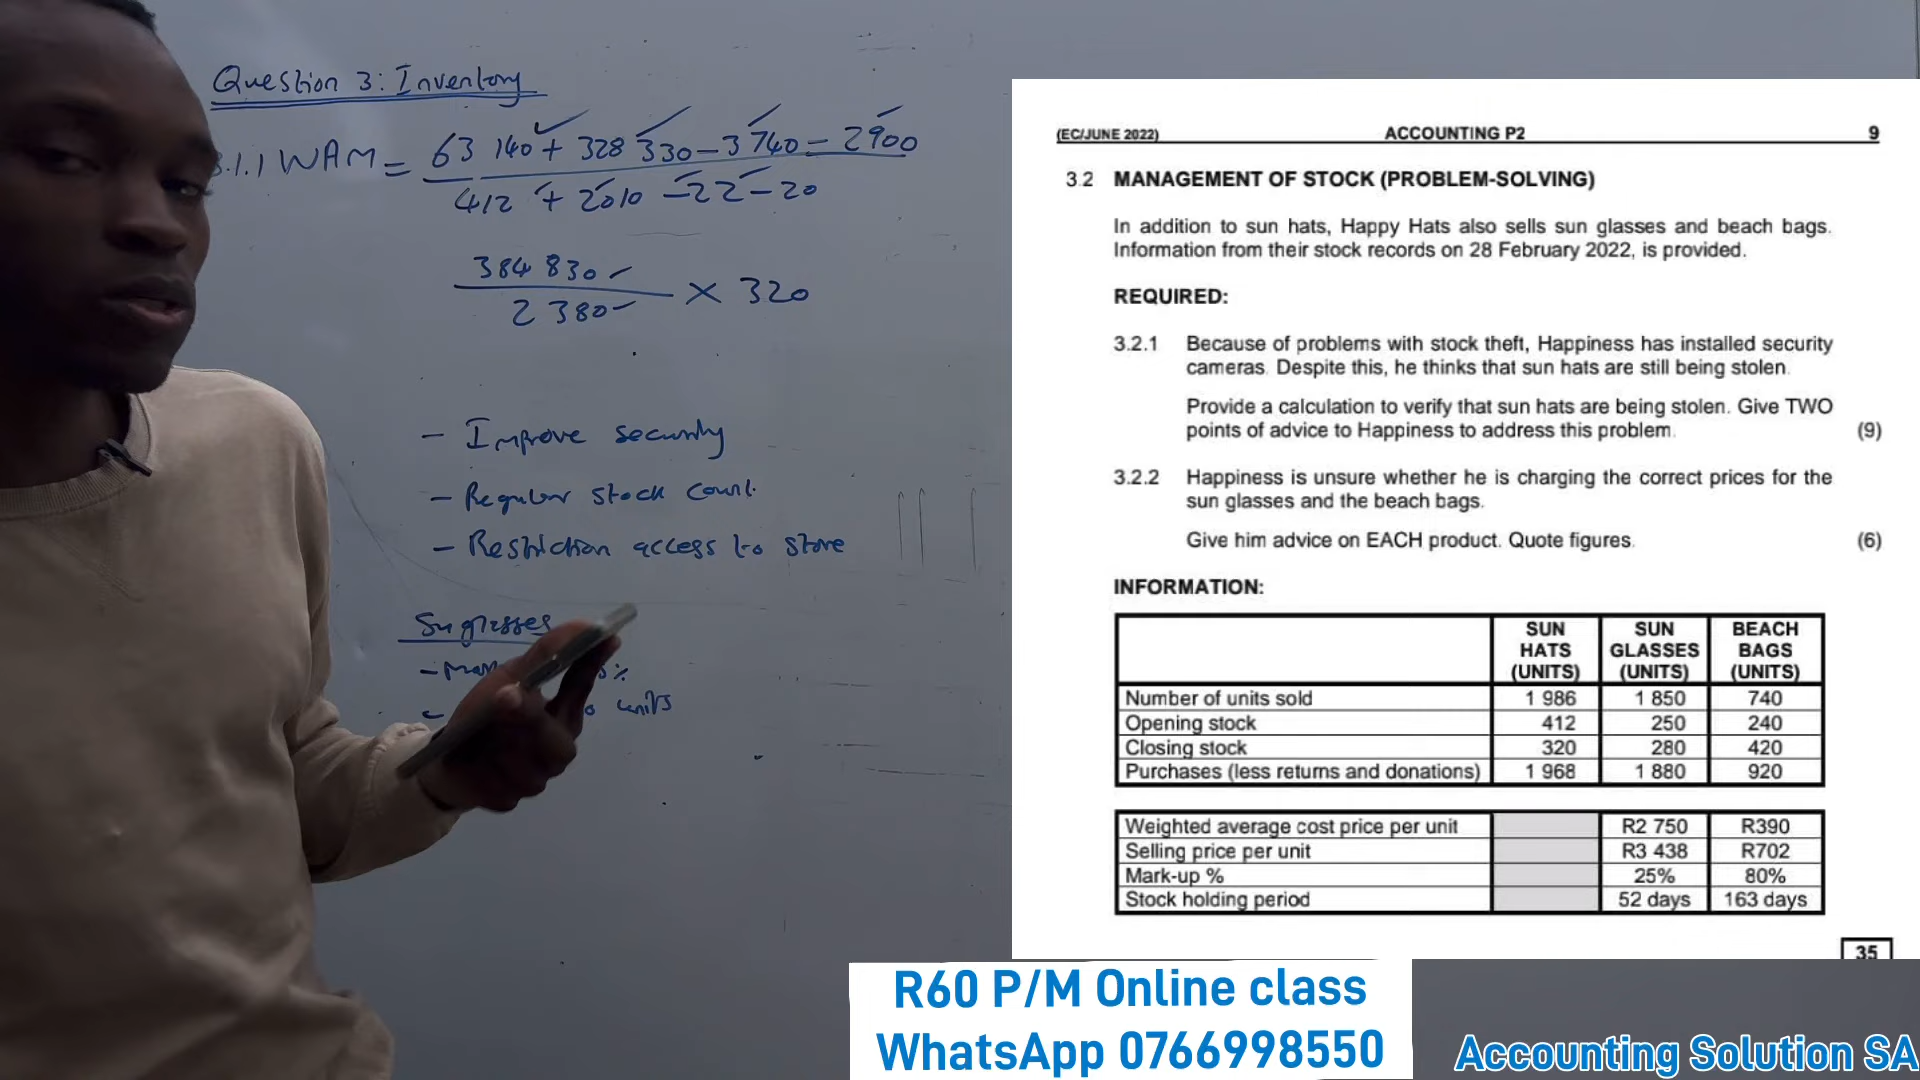 Question 3: Inventory
3.1.1 WAM = 63 140 + 328 330 - 3 740 - 2 900
412 + 2010 - 22 - 20
384 830
2 380 × 320
- Improve security
- Regular stock count
- Restriction access to store
Suglasses
%
units
(EC/JUNE 2022) ACCOUNTING P2 9
3.2 MANAGEMENT OF STOCK (PROBLEM-SOLVING)
In addition to sun hats, Happy Hats also sells sun glasses and beach bags.
Information from their stock records on 28 February 2022, is provided.
REQUIRED:
3.2.1 Because of problems with stock theft, Happiness has installed security
cameras. Despite this, he thinks that sun hats are still being stolen.
Provide a calculation to verify that sun hats are being stolen. Give TWO
points of advice to Happiness to address this problem. (9)
3.2.2 Happiness is unsure whether he is charging the correct prices for the
sun glasses and the beach bags.
Give him advice on EACH product. Quote figures. (6)
INFORMATION:
SUN HATS (UNITS) SUN GLASSES (UNITS) BEACH BAGS (UNITS)
Number of units sold 1 986 1 850 740
Opening stock 412 250 240
Closing stock 320 280 420
Purchases (less returns and donations) 1 968 1 880 920
Weighted average cost price per unit R2 750 R390
Selling price per unit R3 438 R702
Mark-up % 25% 80%
Stock holding period 52 days 163 days
35
R60 P/M Online class
WhatsApp 0766998550
Accounting Solution SA